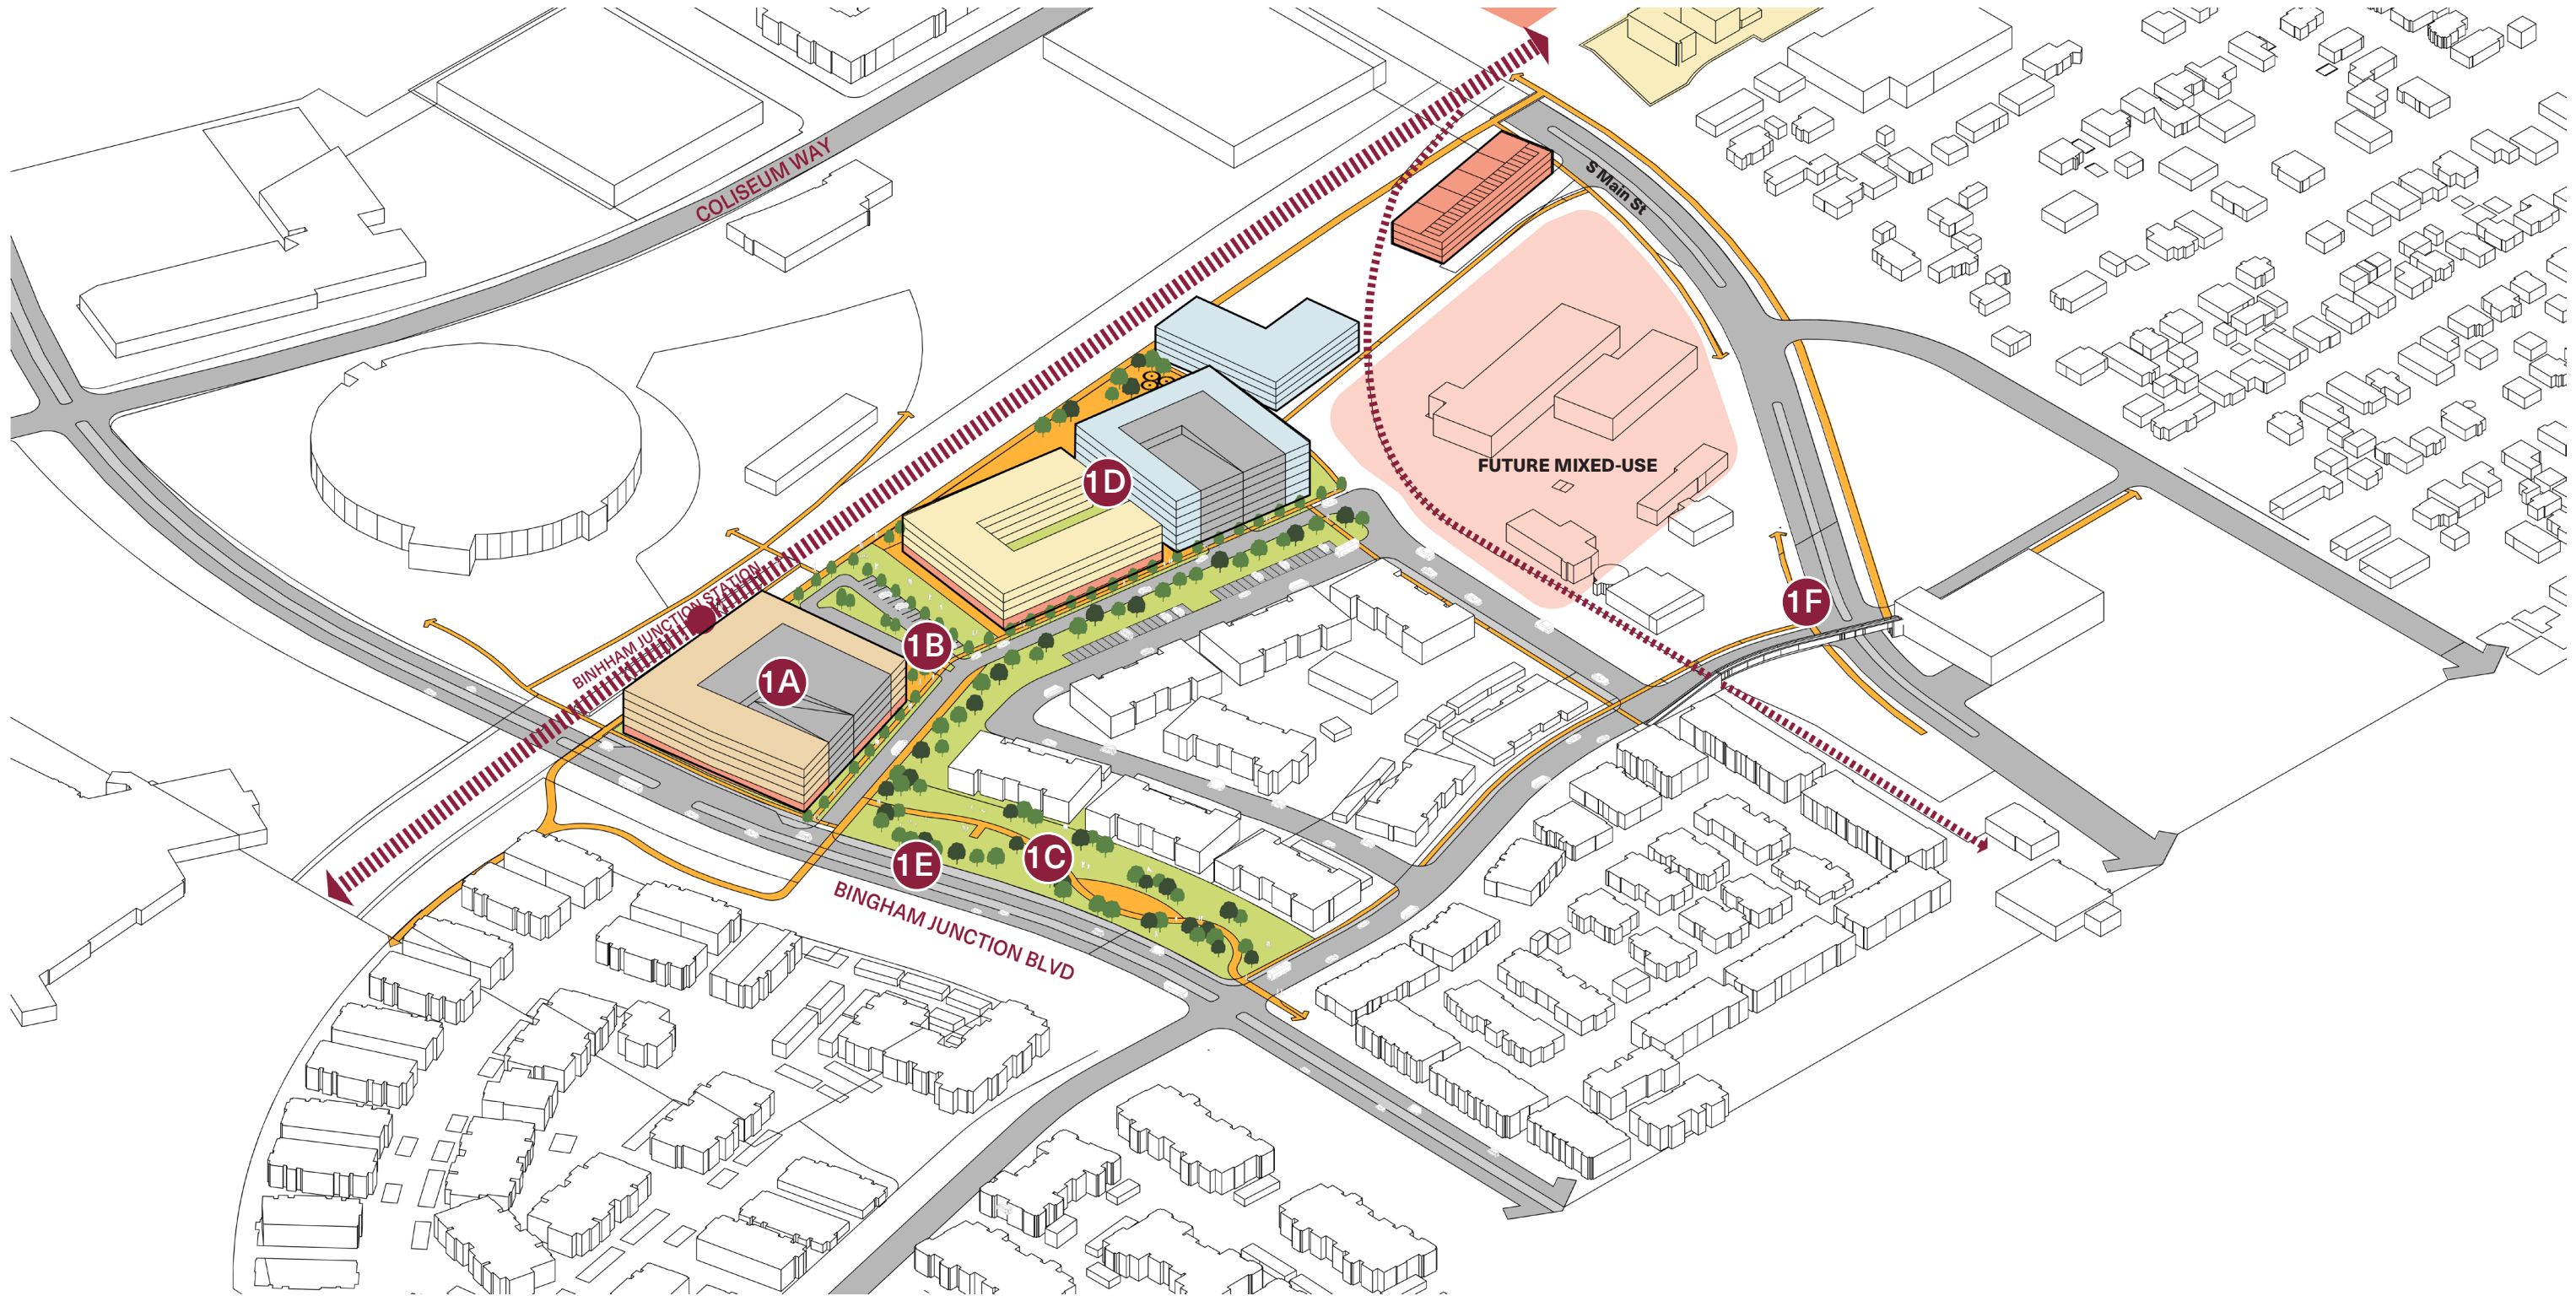 COLISEUM WAY
S Main St
FUTURE MIXED-USE
1D
BINHHAM JUNCTION STATION
1F
1B
1A
1C
1E
BINGHAM JUNCTION BLVD